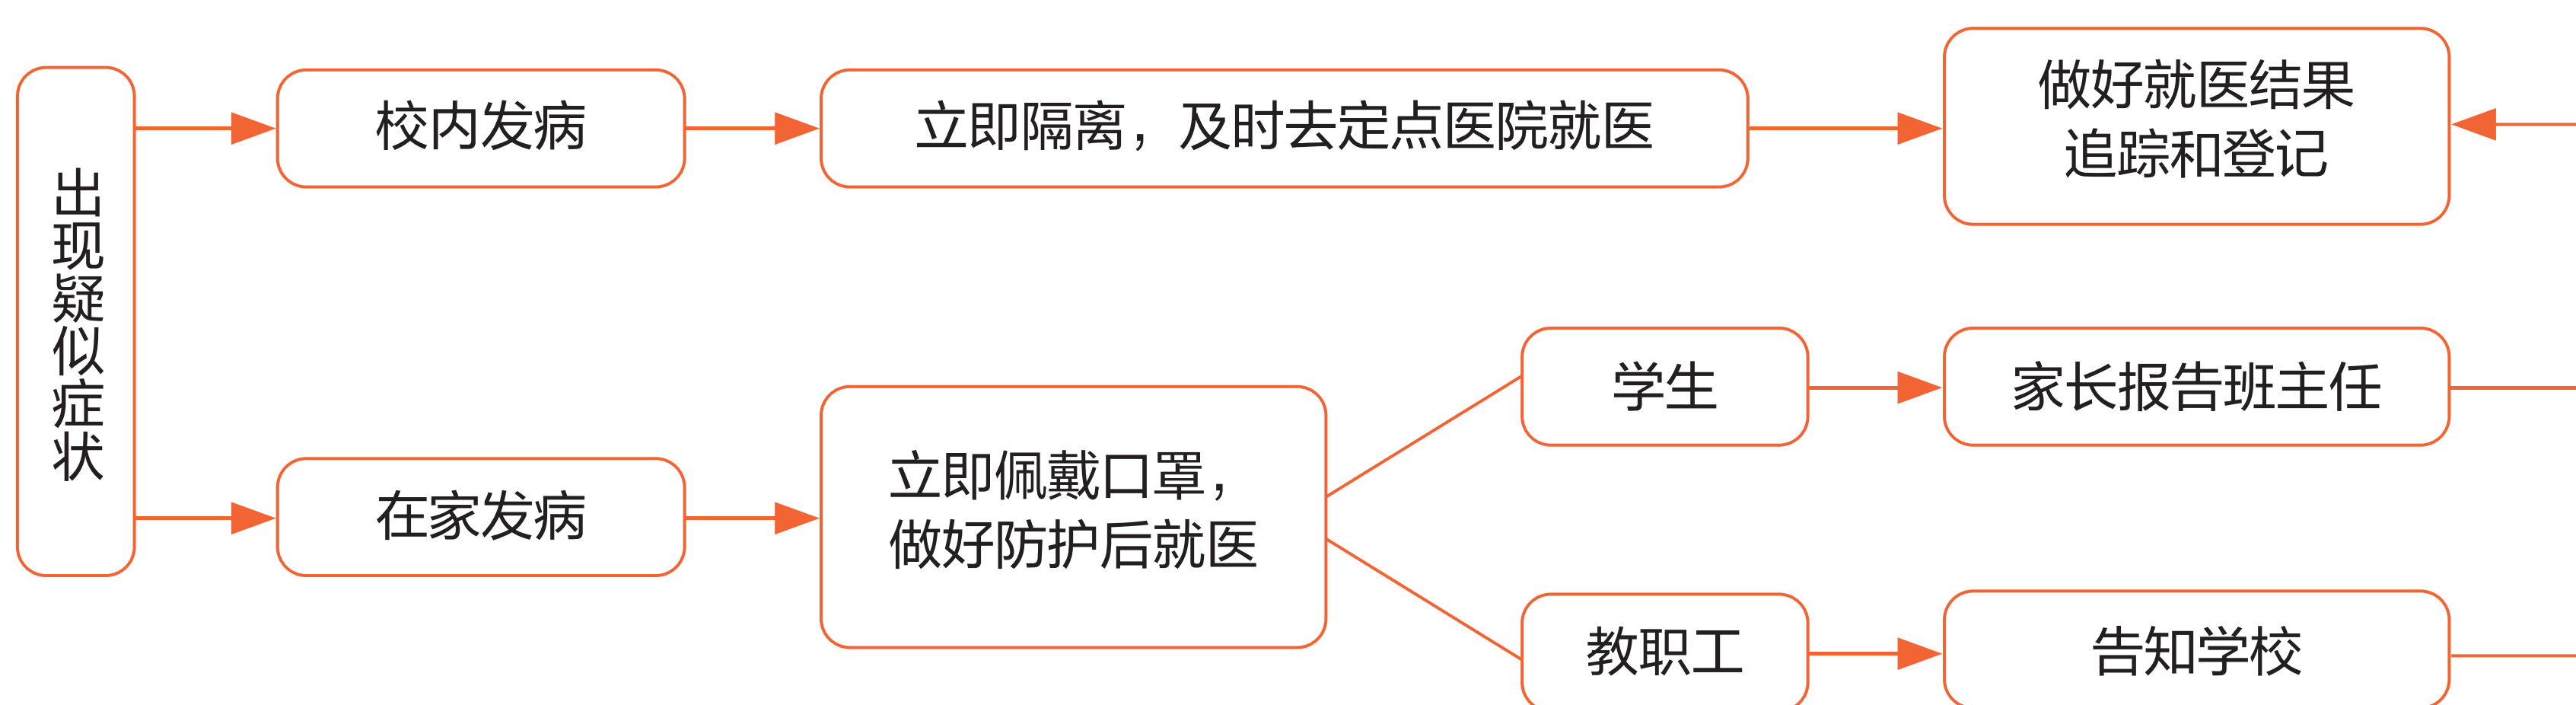 出现疑似症状
校内发病
立即隔离，及时去定点医院就医
做好就医结果
追踪和登记
在家发病
立即佩戴口罩，
做好防护后就医
学生
家长报告班主任
教职工
告知学校